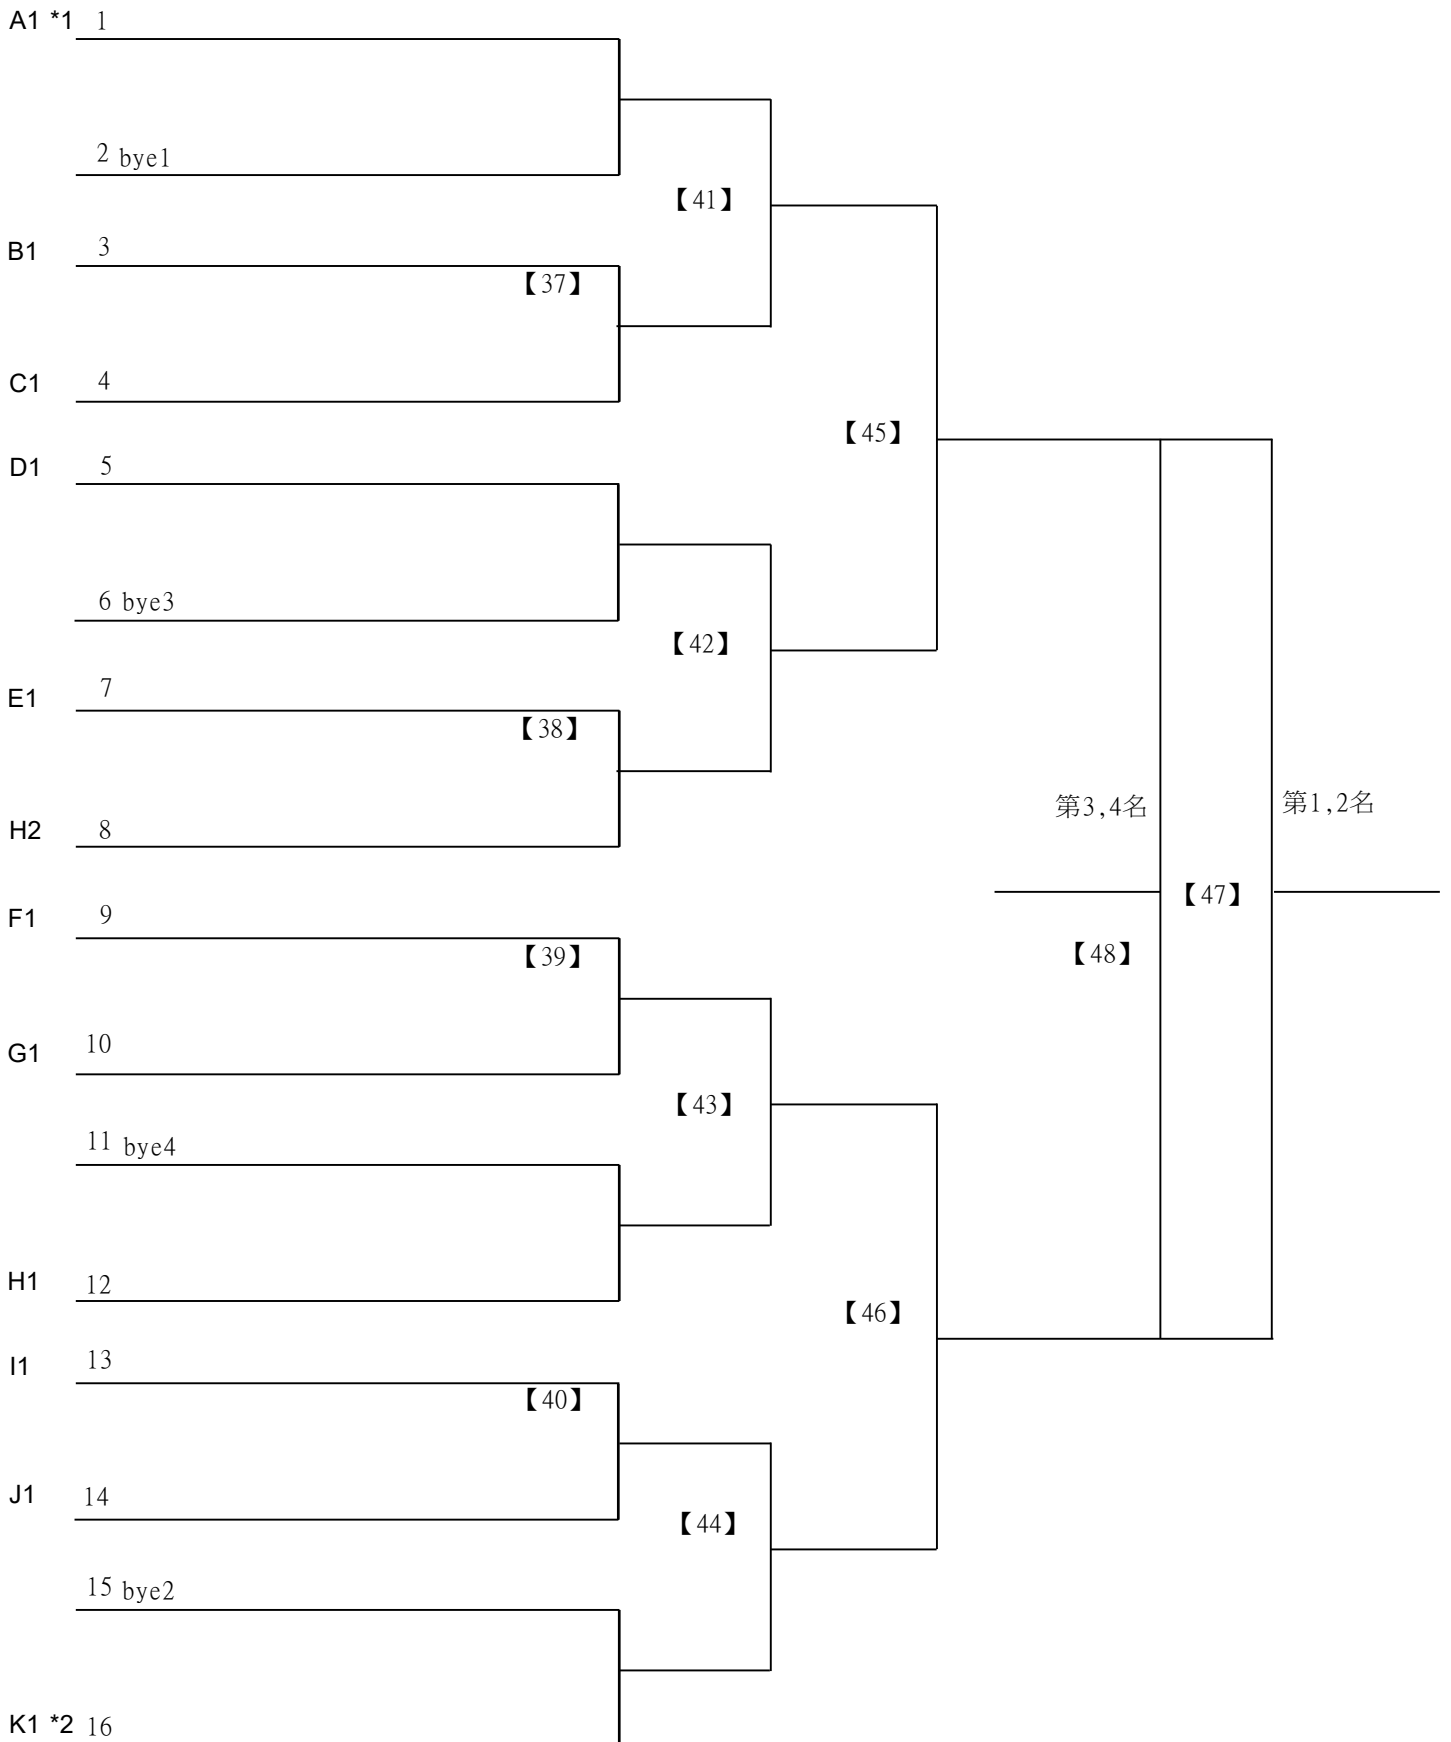 A1 *1 1
2 bye1
【41】
B1 3
【37】
C1 4
【45】
D1 5
6 bye3
【42】
E1 7
【38】
第3,4名 第1,2名
H2 8
【47】
F1 9
【39】 【48】
G1 10
【43】
11 bye4
H1 12
【46】
I1 13
【40】
J1 14
【44】
15 bye2
K1 *2 16